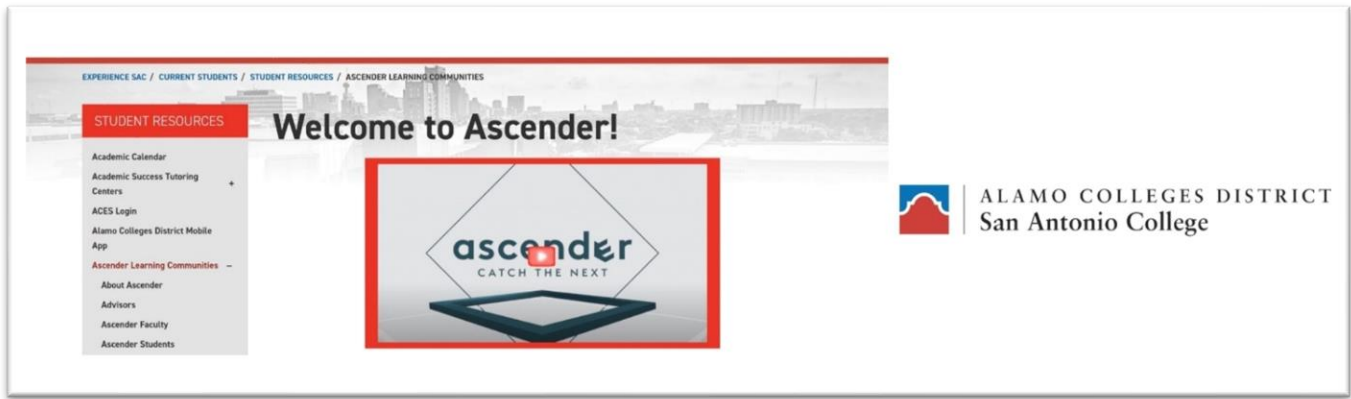 EXPERIENCE SAC / CURRENT STUDENTS / STUDENT RESOURCES / ASCENDER LEARNING COMMUNITIES
STUDENT RESOURCES
Academic Calendar
Academic Success Tutoring
Centers +
ACES Login
Alamo Colleges District Mobile
App
Ascender Learning Communities –
About Ascender
Advisors
Ascender Faculty
Ascender Students
Welcome to Ascender!
ascender
CATCH THE NEXT
ALAMO COLLEGES DISTRICT
San Antonio College